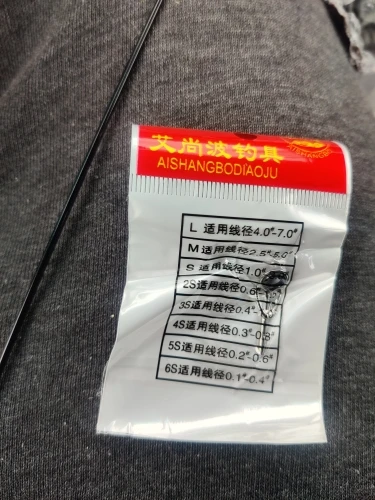 艾尚波钓具
AISHANGBODIAOJU
L 适用线径4.0#-7.0#
M 适用线径2.5#-5.0#
S 适用线径1.0#
2S适用线径0.6#
3S适用线径0.4#-
4S适用线径0.3#-0.8#
5S适用线径0.2#-0.6#
6S适用线径0.1#-0.4#